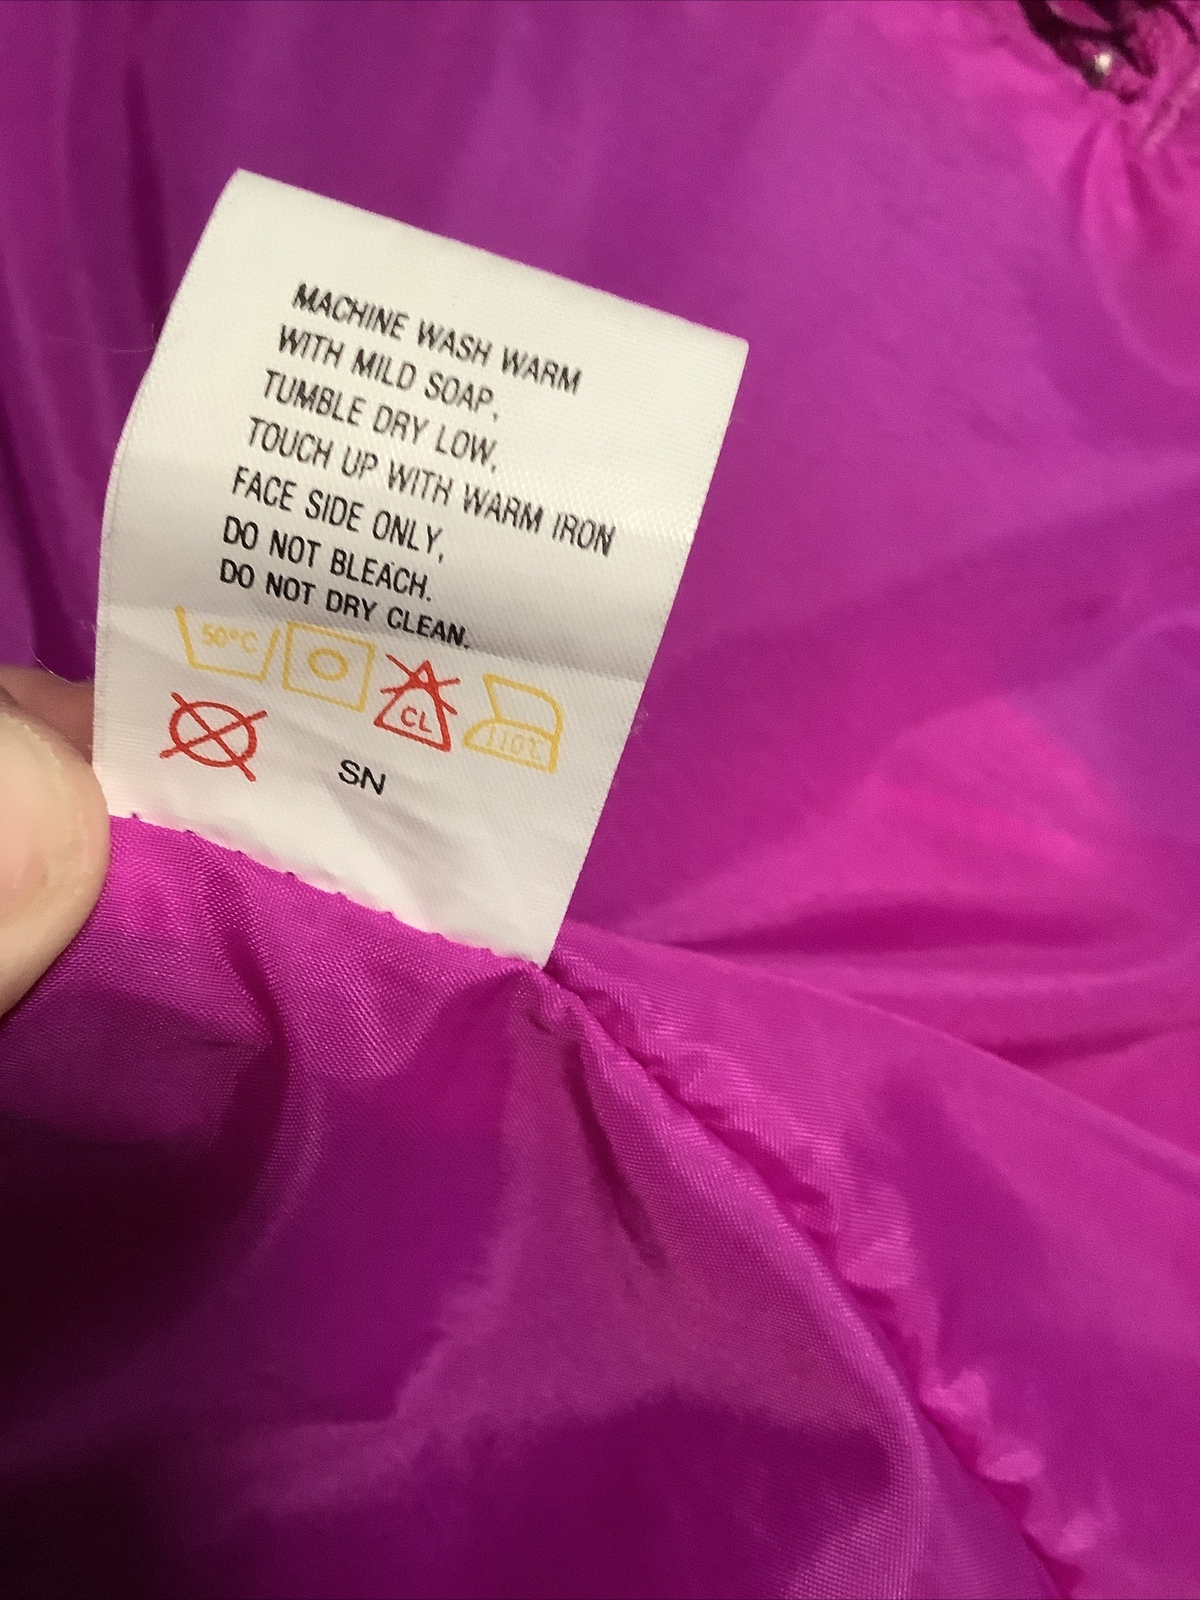 MACHINE WASH WARM
WITH MILD SOAP,
TUMBLE DRY LOW,
TOUCH UP WITH WARM IRON
FACE SIDE ONLY,
DO NOT BLEACH.
DO NOT DRY CLEAN.
50°C
CL
110℃
SN